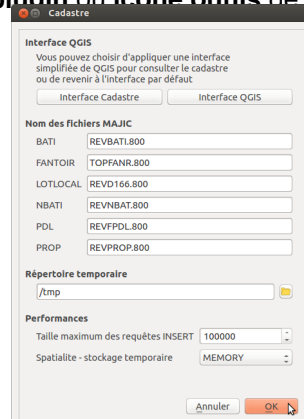 Cadastre
Interface QGIS
Vous pouvez choisir d'appliquer une interface
simplifiée de QGIS pour consulter le cadastre
ou de revenir à l'interface par défaut
Interface Cadastre Interface QGIS
Nom des fichiers MAJIC
BATI REVBATI.800
FANTOIR TOPFANR.800
LOTLOCAL REVD166.800
NBATI REVNBAT.800
PDL REVFPDL.800
PROP REVPROP.800
Répertoire temporaire
/tmp
Performances
Taille maximum des requêtes INSERT 100000
Spatialite - stockage temporaire MEMORY
Annuler OK